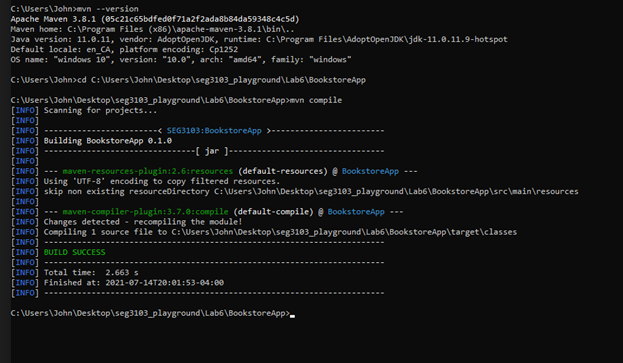 C:\Users\John>mvn --version
Apache Maven 3.8.1 (05c21c65bdfed0f71a2f2ada8b84da59348c4c5d)
Maven home: C:\Program Files (x86)\apache-maven-3.8.1\bin\..
Java version: 11.0.11, vendor: AdoptOpenJDK, runtime: C:\Program Files\AdoptOpenJDK\jdk-11.0.11.9-hotspot
Default locale: en_CA, platform encoding: Cp1252
OS name: "windows 10", version: "10.0", arch: "amd64", family: "windows"
C:\Users\John>cd C:\Users\John\Desktop\seg3103_playground\Lab6\BookstoreApp
C:\Users\John\Desktop\seg3103_playground\Lab6\BookstoreApp>mvn compile
[INFO] Scanning for projects...
[INFO]
[INFO] -----------------------< SEG3103:BookstoreApp >------------------------
[INFO] Building BookstoreApp 0.1.0
[INFO] --------------------------------[ jar ]---------------------------------
[INFO]
[INFO] --- maven-resources-plugin:2.6:resources (default-resources) @ BookstoreApp ---
[INFO] Using 'UTF-8' encoding to copy filtered resources.
[INFO] skip non existing resourceDirectory C:\Users\John\Desktop\seg3103_playground\Lab6\BookstoreApp\src\main\resources
[INFO]
[INFO] --- maven-compiler-plugin:3.7.0:compile (default-compile) @ BookstoreApp ---
[INFO] Changes detected - recompiling the module!
[INFO] Compiling 1 source file to C:\Users\John\Desktop\seg3103_playground\Lab6\BookstoreApp\target\classes
[INFO] ------------------------------------------------------------------------
[INFO] BUILD SUCCESS
[INFO] ------------------------------------------------------------------------
[INFO] Total time:  2.663 s
[INFO] Finished at: 2021-07-14T20:01:53-04:00
[INFO] ------------------------------------------------------------------------
C:\Users\John\Desktop\seg3103_playground\Lab6\BookstoreApp>